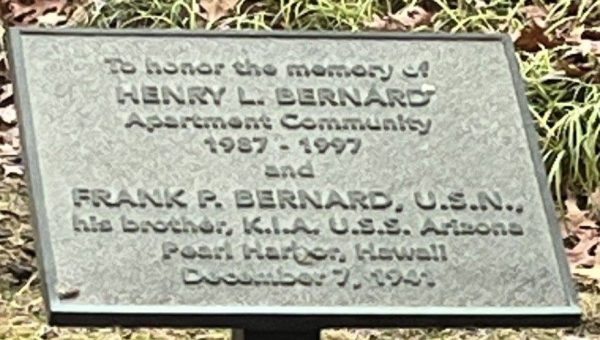 To honor the memory of
HENRY L. BERNARD
Apartment Community
1987 - 1997
and
FRANK P. BERNARD, U.S.N.,
his brother, K.I.A. U.S.S. Arizona
Pearl Harbor, Hawaii
December 7, 1941